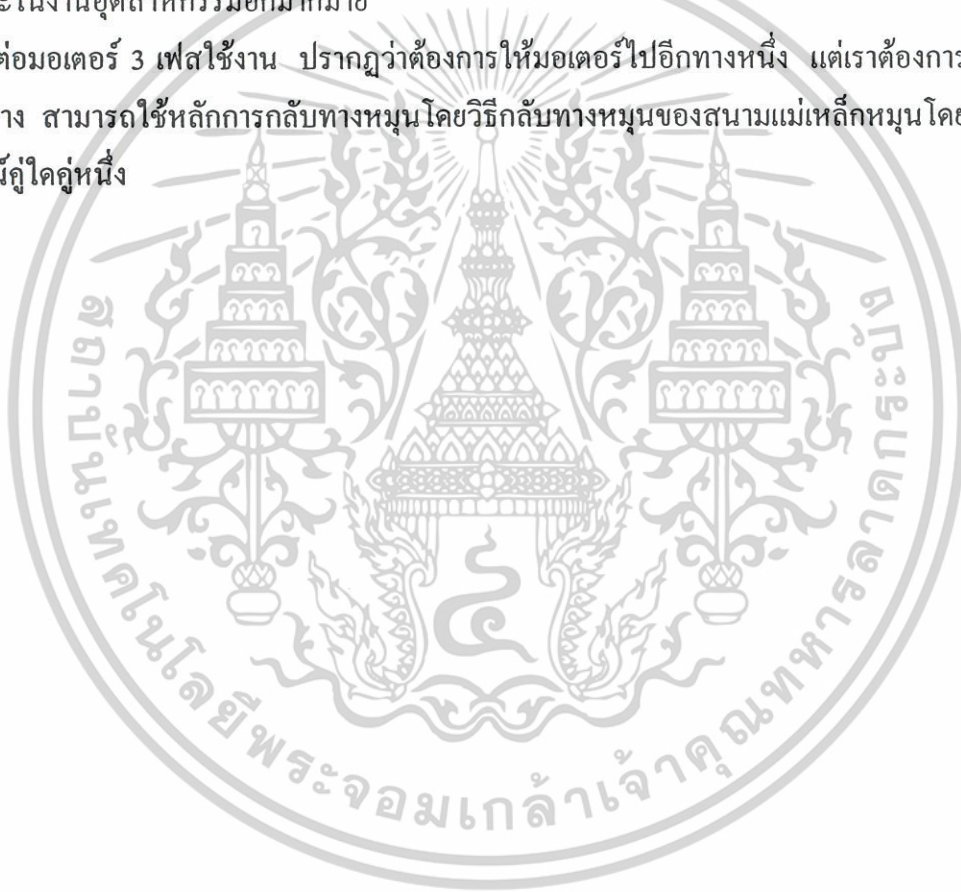 ะในงานอุตสาหกรรมอีกมากมาย
ต่อมอเตอร์ 3 เฟสใช้งาน ปรากฏว่าต้องการให้มอเตอร์ไปอีกทางหนึ่ง แต่เราต้องการ
าง สามารถใช้หลักการกลับทางหมุนโดยวิธีกลับทางหมุนของสนามแม่เหล็กหมุนโดย
น์คู่ใดคู่หนึ่ง
สถาบันเทคโนโลยีพระจอมเกล้าเจ้าคุณทหารลาดกระบัง
๔